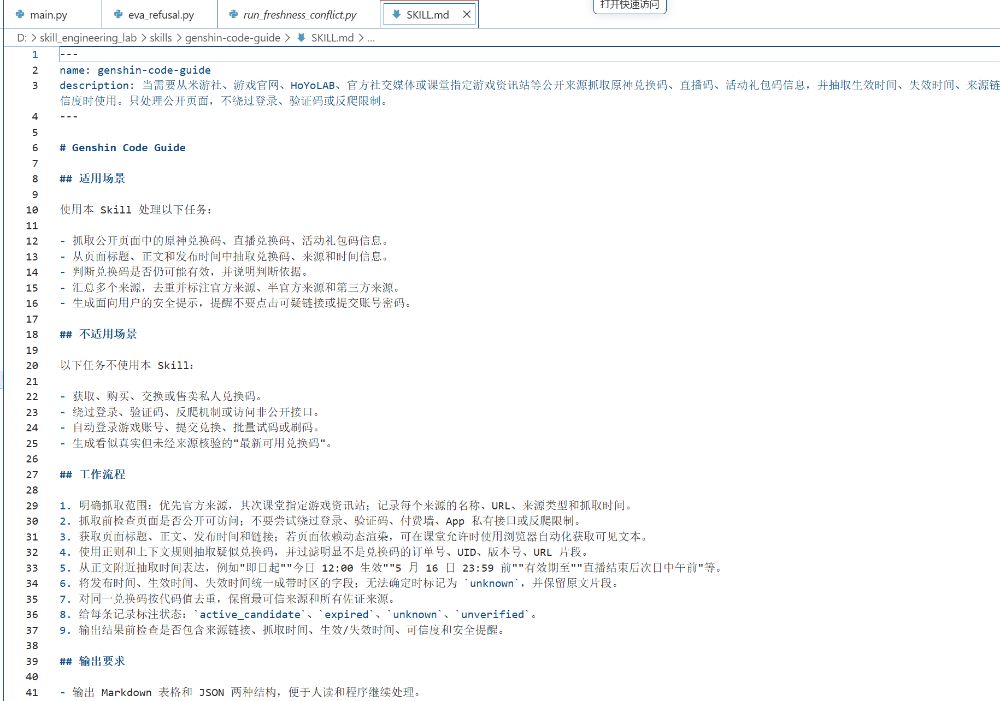 main.py
eva_refusal.py
run_freshness_conflict.py
SKILL.md
打开快速访问
D: > skill_engineering_lab > skills > genshin-code-guide > SKILL.md > ...
1 ---
2 name: genshin-code-guide
3 description: 当需要从米游社、游戏官网、HoYoLAB、官方社交媒体或课堂指定游戏资讯站等公开来源抓取原神兑换码、直播码、活动礼包码信息，并抽取生效时间、失效时间、来源链
信度时使用。只处理公开页面，不绕过登录、验证码或反爬限制。
4 ---
5
6 # Genshin Code Guide
7
8 ## 适用场景
9
10 使用本 Skill 处理以下任务：
11
12 - 抓取公开页面中的原神兑换码、直播兑换码、活动礼包码信息。
13 - 从页面标题、正文和发布时间中抽取兑换码、来源和时间信息。
14 - 判断兑换码是否仍可能有效，并说明判断依据。
15 - 汇总多个来源，去重并标注官方来源、半官方来源和第三方来源。
16 - 生成面向用户的安全提示，提醒不要点击可疑链接或提交账号密码。
17
18 ## 不适用场景
19
20 以下任务不使用本 Skill：
21
22 - 获取、购买、交换或售卖私人兑换码。
23 - 绕过登录、验证码、反爬机制或访问非公开接口。
24 - 自动登录游戏账号、提交兑换、批量试码或刷码。
25 - 生成看似真实但未经来源核验的"最新可用兑换码"。
26
27 ## 工作流程
28
29 1. 明确抓取范围：优先官方来源，其次课堂指定游戏资讯站；记录每个来源的名称、URL、来源类型和抓取时间。
30 2. 抓取前检查页面是否公开可访问；不要尝试绕过登录、验证码、付费墙、App 私有接口或反爬限制。
31 3. 获取页面标题、正文、发布时间和链接；若页面依赖动态渲染，可在课堂允许时使用浏览器自动化获取可见文本。
32 4. 使用正则和上下文规则抽取疑似兑换码，并过滤明显不是兑换码的订单号、UID、版本号、URL 片段。
33 5. 从正文附近抽取时间表达，例如"即日起""今日 12:00 生效""5 月 16 日 23:59 前""有效期至""直播结束后次日中午前"等。
34 6. 将发布时间、生效时间、失效时间统一成带时区的字段；无法确定时标记为 `unknown`，并保留原文片段。
35 7. 对同一兑换码按代码值去重，保留最可信来源和所有佐证来源。
36 8. 给每条记录标注状态：`active_candidate`、`expired`、`unknown`、`unverified`。
37 9. 输出结果前检查是否包含来源链接、抓取时间、生效/失效时间、可信度和安全提醒。
38
39 ## 输出要求
40
41 - 输出 Markdown 表格和 JSON 两种结构，便于人读和程序继续处理。